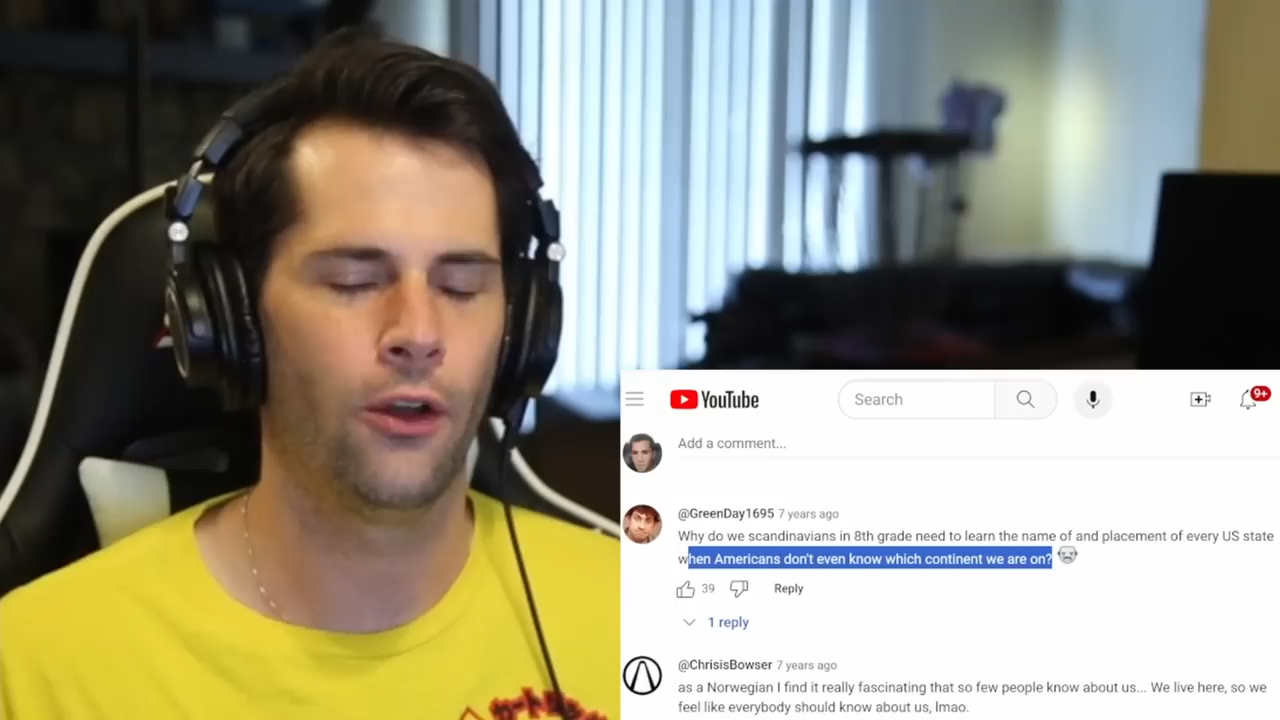 YouTube
Search
9+
Add a comment...
@GreenDay1695 7 years ago
Why do we scandinavians in 8th grade need to learn the name of and placement of every US state
when Americans don't even know which continent we are on?
39
Reply
1 reply
@ChrisisBowser 7 years ago
as a Norwegian I find it really fascinating that so few people know about us... We live here, so we
feel like everybody should know about us, lmao.